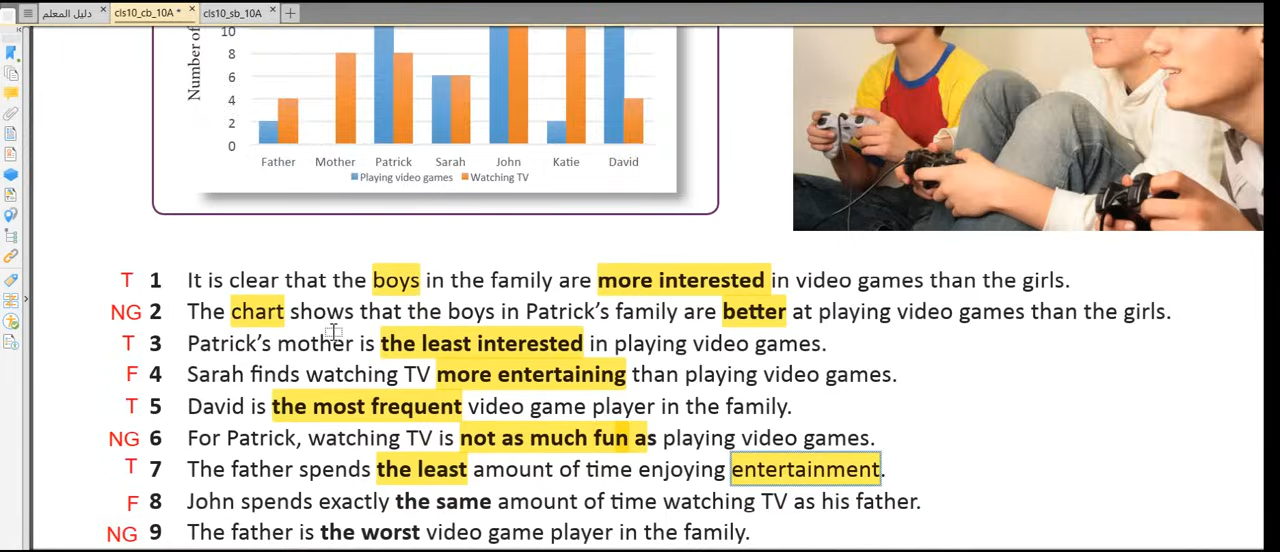 دليل المعلم × cls10_cb_10A * × cls10_sb_10A × +
Number of
10
8
6
4
2
0
Father Mother Patrick Sarah John Katie David
Playing video games Watching TV
T 1 It is clear that the boys in the family are more interested in video games than the girls.
NG 2 The chart shows that the boys in Patrick’s family are better at playing video games than the girls.
T 3 Patrick’s mother is the least interested in playing video games.
F 4 Sarah finds watching TV more entertaining than playing video games.
T 5 David is the most frequent video game player in the family.
NG 6 For Patrick, watching TV is not as much fun as playing video games.
T 7 The father spends the least amount of time enjoying entertainment.
F 8 John spends exactly the same amount of time watching TV as his father.
NG 9 The father is the worst video game player in the family.